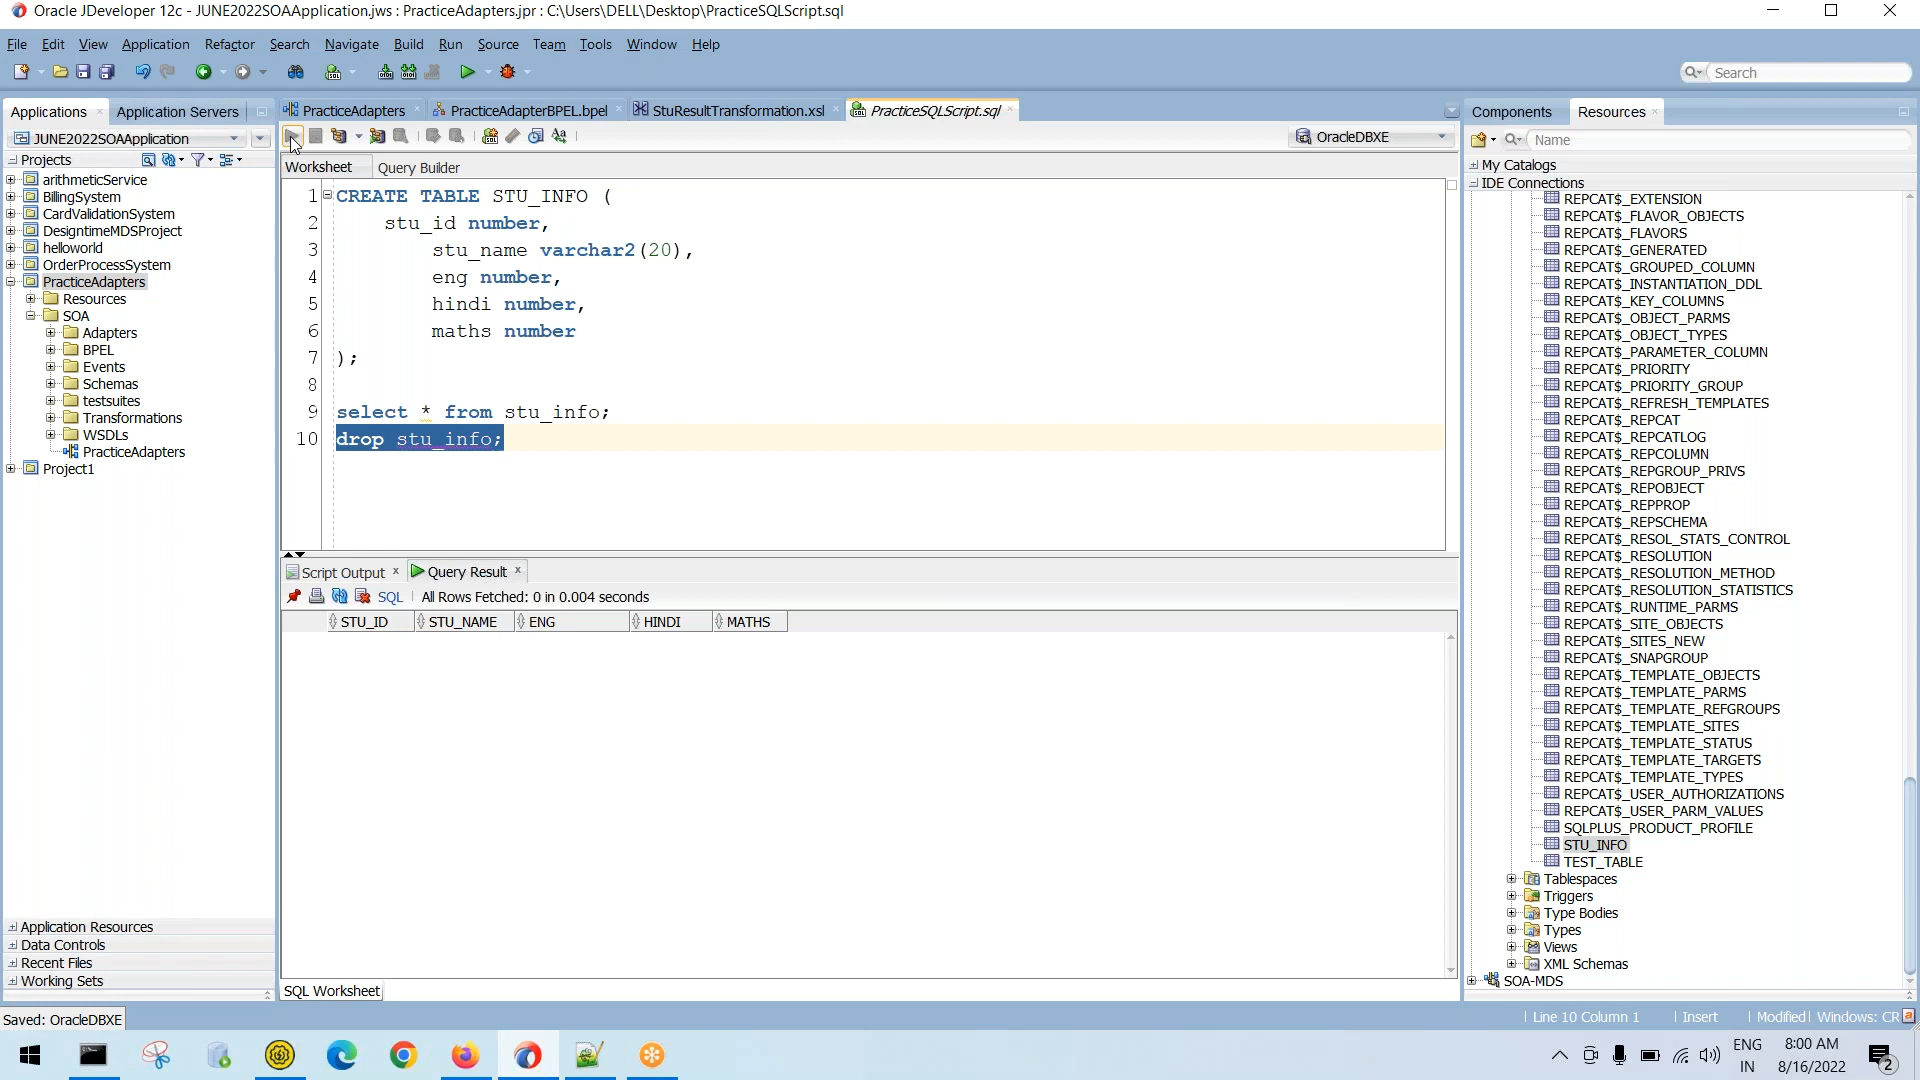 Oracle JDeveloper 12c - JUNE2022SOAApplication.jws : PracticeAdapters.jpr : C:\Users\DELL\Desktop\PracticeSQLScript.sql
File Edit View Application Refactor Search Navigate Build Run Source Team Tools Window Help
Search
Applications Application Servers
JUNE2022SOAApplication
Projects
arithmeticService
BillingSystem
CardValidationSystem
DesigntimeMDSProject
helloworld
OrderProcessSystem
PracticeAdapters
Resources
SOA
Adapters
BPEL
Events
Schemas
testsuites
Transformations
WSDLs
PracticeAdapters
Project1
Application Resources
Data Controls
Recent Files
Working Sets
PracticeAdapters PracticeAdapterBPEL.bpel StuResultTransformation.xsl PracticeSQLScript.sql
OracleDBXE
Worksheet Query Builder
1 CREATE TABLE STU_INFO (
2 stu_id number,
3 stu_name varchar2(20),
4 eng number,
5 hindi number,
6 maths number
7 );
8
9 select * from stu_info;
10 drop stu_info;
Script Output Query Result
SQL All Rows Fetched: 0 in 0.004 seconds
STU_ID STU_NAME ENG HINDI MATHS
SQL Worksheet
Components Resources
Name
My Catalogs
IDE Connections
REPCAT$_EXTENSION
REPCAT$_FLAVOR_OBJECTS
REPCAT$_FLAVORS
REPCAT$_GENERATED
REPCAT$_GROUPED_COLUMN
REPCAT$_INSTANTIATION_DDL
REPCAT$_KEY_COLUMNS
REPCAT$_OBJECT_PARMS
REPCAT$_OBJECT_TYPES
REPCAT$_PARAMETER_COLUMN
REPCAT$_PRIORITY
REPCAT$_PRIORITY_GROUP
REPCAT$_REFRESH_TEMPLATES
REPCAT$_REPCAT
REPCAT$_REPCATLOG
REPCAT$_REPCOLUMN
REPCAT$_REPGROUP_PRIVS
REPCAT$_REPOBJECT
REPCAT$_REPPROP
REPCAT$_REPSCHEMA
REPCAT$_RESOL_STATS_CONTROL
REPCAT$_RESOLUTION
REPCAT$_RESOLUTION_METHOD
REPCAT$_RESOLUTION_STATISTICS
REPCAT$_RUNTIME_PARMS
REPCAT$_SITE_OBJECTS
REPCAT$_SITES_NEW
REPCAT$_SNAPGROUP
REPCAT$_TEMPLATE_OBJECTS
REPCAT$_TEMPLATE_PARMS
REPCAT$_TEMPLATE_REFGROUPS
REPCAT$_TEMPLATE_SITES
REPCAT$_TEMPLATE_STATUS
REPCAT$_TEMPLATE_TARGETS
REPCAT$_TEMPLATE_TYPES
REPCAT$_USER_AUTHORIZATIONS
REPCAT$_USER_PARM_VALUES
SQLPLUS_PRODUCT_PROFILE
STU_INFO
TEST_TABLE
Tablespaces
Triggers
Type Bodies
Types
Views
XML Schemas
SOA-MDS
Saved: OracleDBXE
Line 10 Column 1 Insert Modified Windows: CR
ENG
IN
8:00 AM
8/16/2022
2